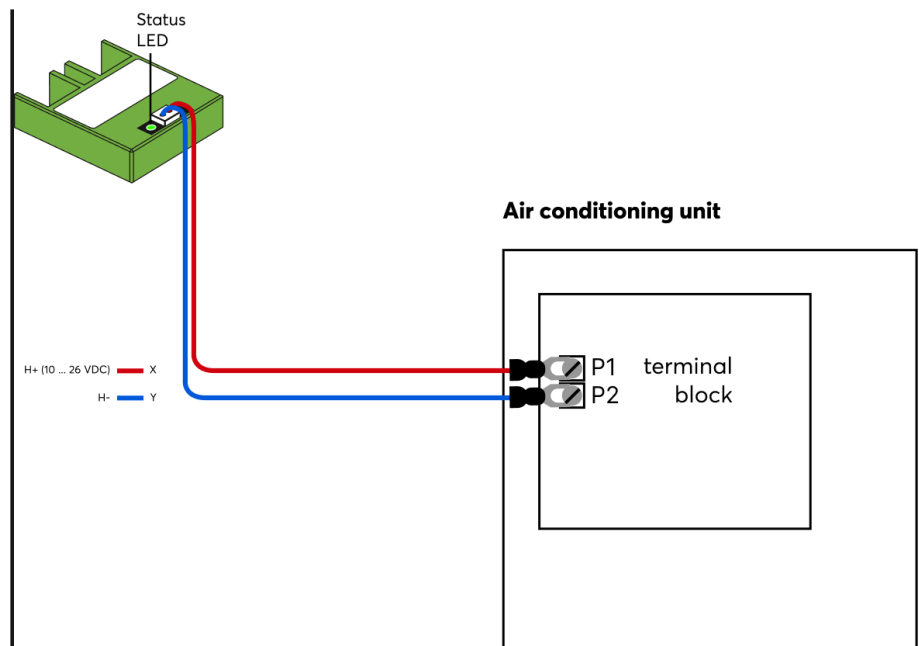 Status
LED
Air conditioning unit
P1 terminal
P2 block
H+ (10 ... 26 VDC) X
H- Y